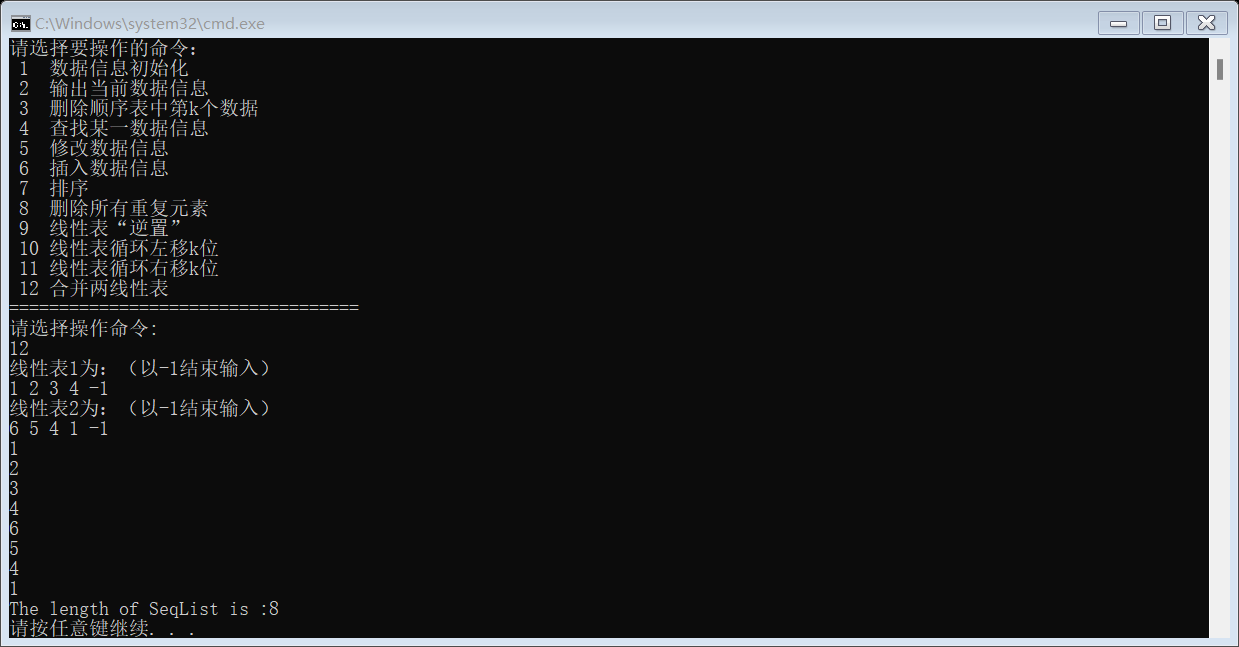 C:\Windows\system32\cmd.exe
请选择要操作的命令:
1  数据信息初始化
2  输出当前数据信息
3  删除顺序表中第k个数据
4  查找某一数据信息
5  修改数据信息
6  插入数据信息
7  排序
8  删除所有重复元素
9  线性表“逆置”
10 线性表循环左移k位
11 线性表循环右移k位
12 合并两线性表
===================================
请选择操作命令:
12
线性表1为：（以-1结束输入）
1 2 3 4 -1
线性表2为：（以-1结束输入）
6 5 4 1 -1
1
2
3
4
6
5
4
1
The length of SeqList is :8
请按任意键继续. . .